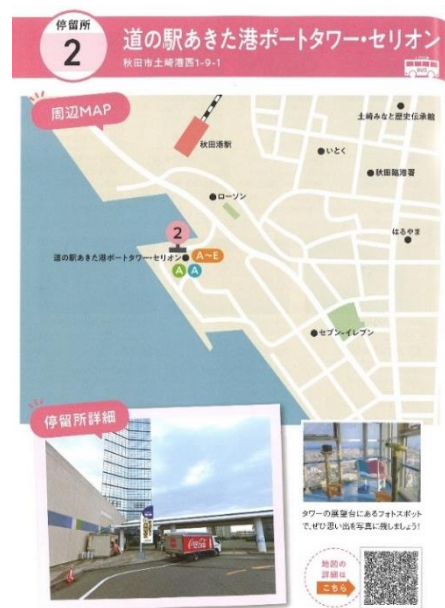 停留所
2
道の駅あきた港ポートタワー・セリオン
秋田市土崎港西1-9-1
周辺MAP
秋田港駅
土崎みなと歴史伝承館
いとく
秋田臨港署
ローソン
はるやま
2
道の駅あきた港ポートタワー・セリオン
A〜E
A
A
セブン-イレブン
停留所詳細
Coca-Cola
タワーの展望台にあるフォトスポット
で、ぜひ思い出を写真に残しましょう!
地図の
詳細は
こちら